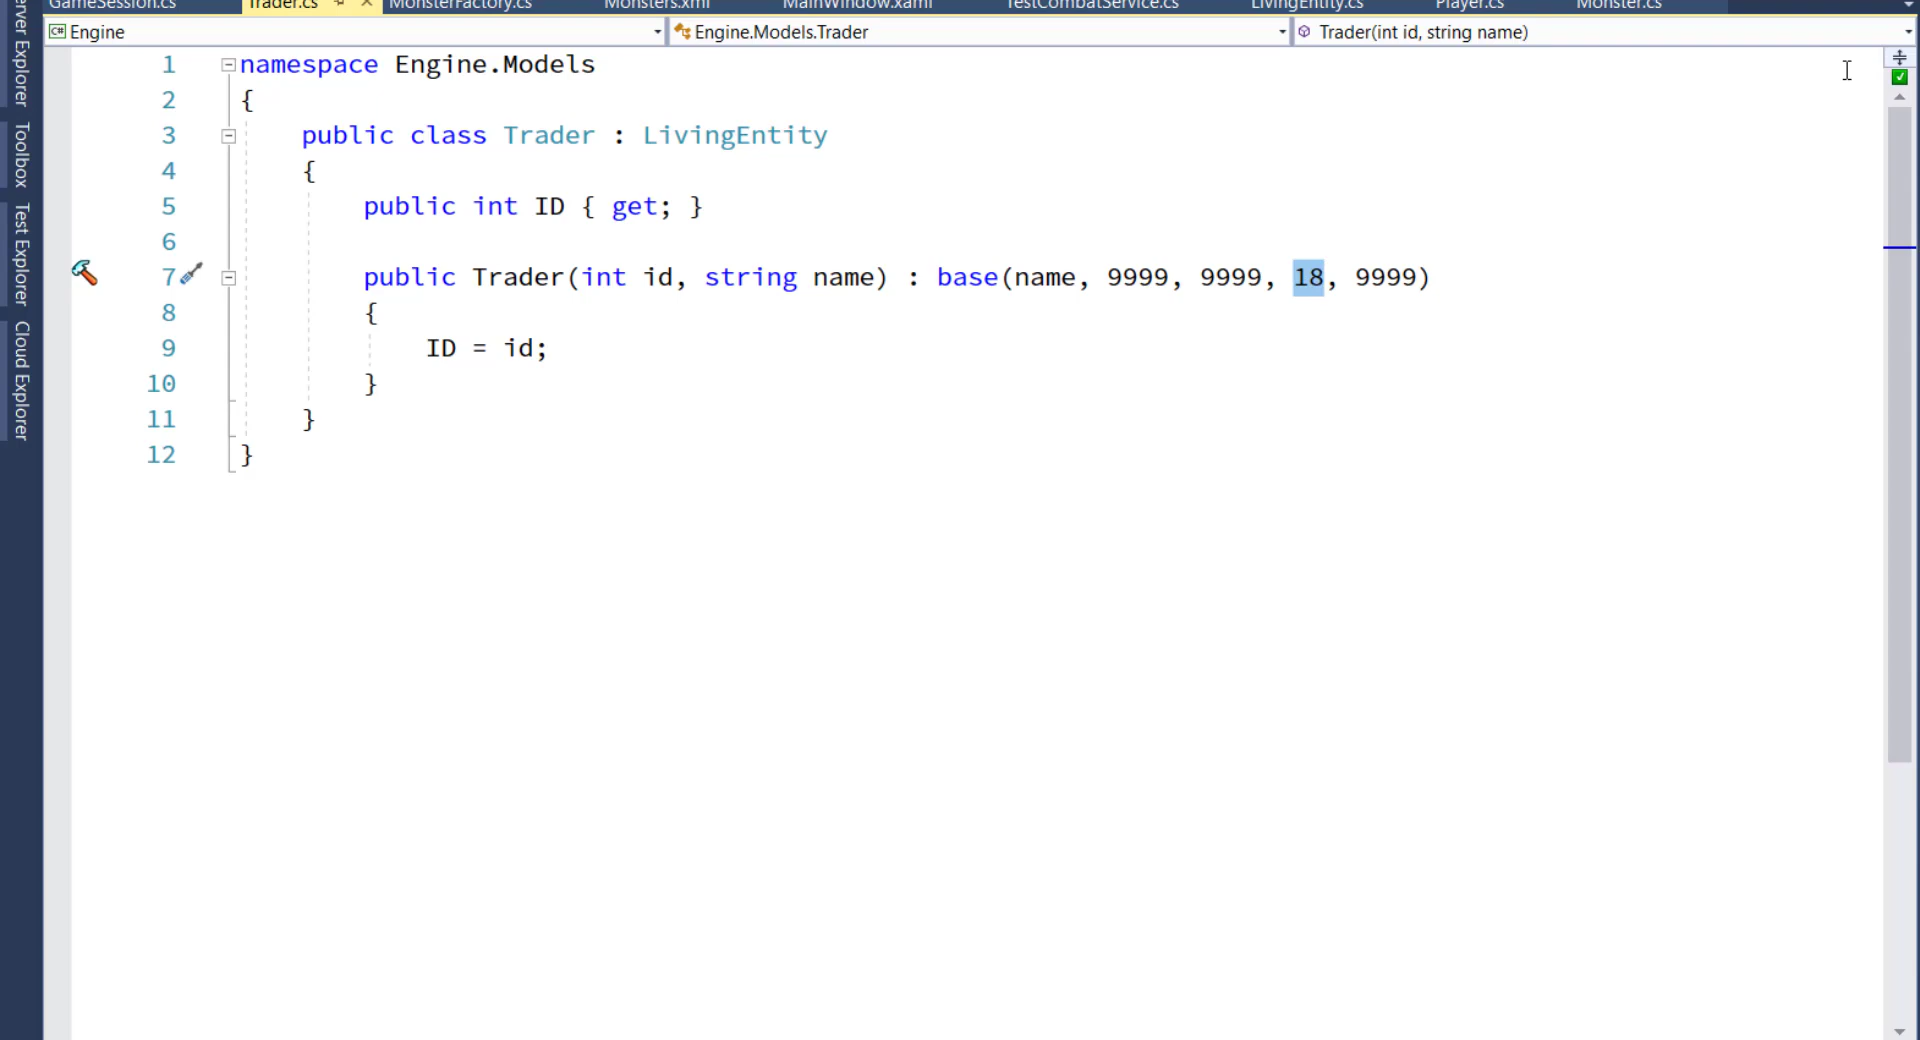 GameSession.cs Trader.cs MonsterFactory.cs Monsters.xml MainWindow.xaml TestCombatService.cs LivingEntity.cs Player.cs Monster.cs
C# Engine Engine.Models.Trader Trader(int id, string name)
Explorer
Toolbox
Test Explorer
Cloud Explorer
1 namespace Engine.Models
2 {
3 public class Trader : LivingEntity
4 {
5 public int ID { get; }
6
7 public Trader(int id, string name) : base(name, 9999, 9999, 18, 9999)
8 {
9 ID = id;
10 }
11 }
12 }